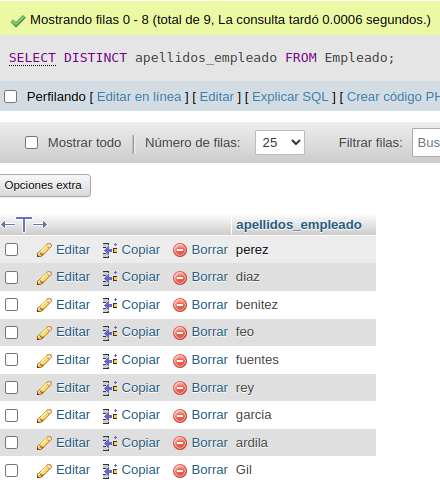 Mostrando filas 0 - 8 (total de 9, La consulta tardó 0.0006 segundos.)
SELECT DISTINCT apellidos_empleado FROM Empleado;
Perfilando [ Editar en línea ] [ Editar ] [ Explicar SQL ] [ Crear código PH
Mostrar todo Número de filas: 25 Filtrar filas: Bus
Opciones extra
←T→ apellidos_empleado
Editar Copiar Borrar perez
Editar Copiar Borrar diaz
Editar Copiar Borrar benitez
Editar Copiar Borrar feo
Editar Copiar Borrar fuentes
Editar Copiar Borrar rey
Editar Copiar Borrar garcia
Editar Copiar Borrar ardila
Editar Copiar Borrar Gil